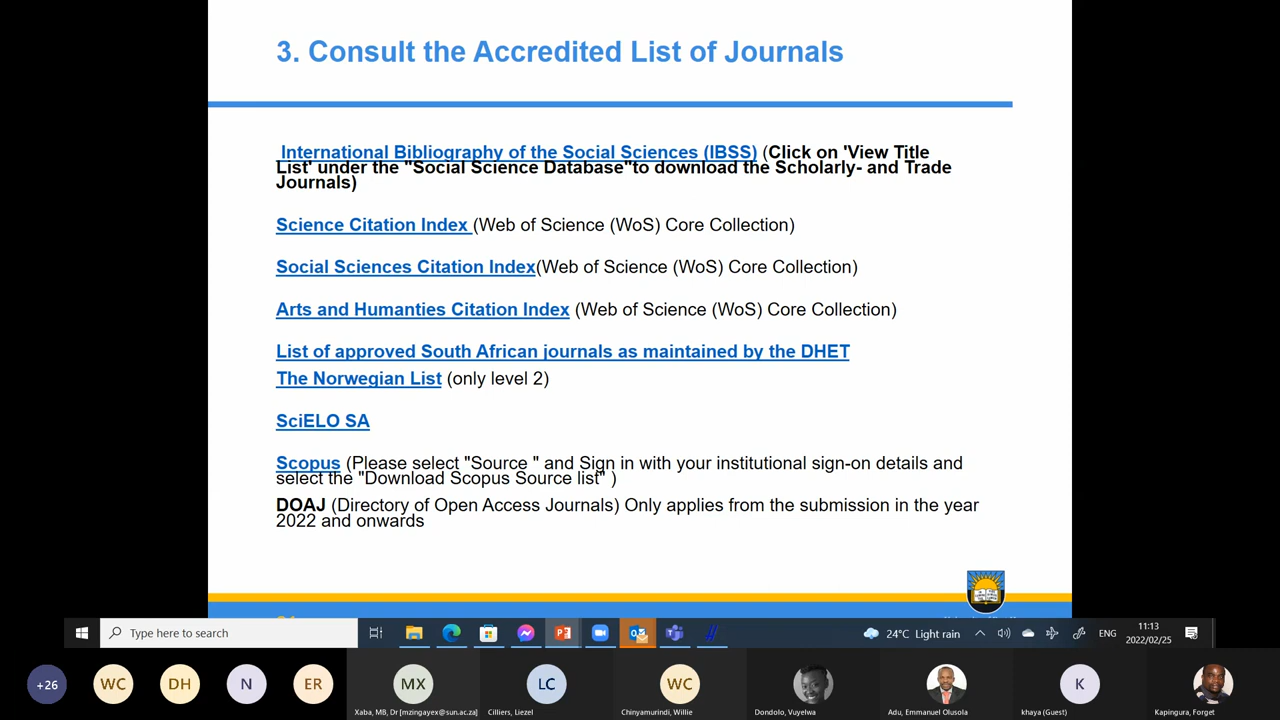 3. Consult the Accredited List of Journals
International Bibliography of the Social Sciences (IBSS) (Click on 'View Title
List' under the "Social Science Database"to download the Scholarly- and Trade
Journals)
Science Citation Index (Web of Science (WoS) Core Collection)
Social Sciences Citation Index(Web of Science (WoS) Core Collection)
Arts and Humanties Citation Index (Web of Science (WoS) Core Collection)
List of approved South African journals as maintained by the DHET
The Norwegian List (only level 2)
SciELO SA
Scopus (Please select "Source " and Sign in with your institutional sign-on details and
select the "Download Scopus Source list" )
DOAJ (Directory of Open Access Journals) Only applies from the submission in the year
2022 and onwards
Type here to search
24°C Light rain
ENG
11:13
2022/02/25
+26
WC
DH
N
ER
MX
LC
WC
K
Xaba, MB, Dr [mzingayex@sun.ac.za]
Cilliers, Liezel
Chinyamurindi, Willie
Dondolo, Vuyelwa
Adu, Emmanuel Olusola
khaya (Guest)
Kapingura, Forget